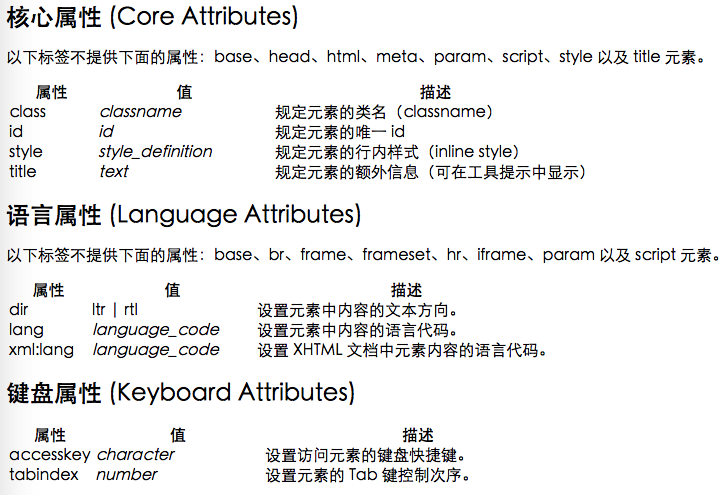 核心属性 (Core Attributes)
以下标签不提供下面的属性：base、head、html、meta、param、script、style 以及 title 元素。
属性 值 描述
class classname 规定元素的类名（classname）
id id 规定元素的唯一 id
style style_definition 规定元素的行内样式（inline style）
title text 规定元素的额外信息（可在工具提示中显示）
语言属性 (Language Attributes)
以下标签不提供下面的属性：base、br、frame、frameset、hr、iframe、param 以及 script 元素。
属性 值 描述
dir ltr | rtl 设置元素中内容的文本方向。
lang language_code 设置元素中内容的语言代码。
xml:lang language_code 设置 XHTML 文档中元素内容的语言代码。
键盘属性 (Keyboard Attributes)
属性 值 描述
accesskey character 设置访问元素的键盘快捷键。
tabindex number 设置元素的 Tab 键控制次序。